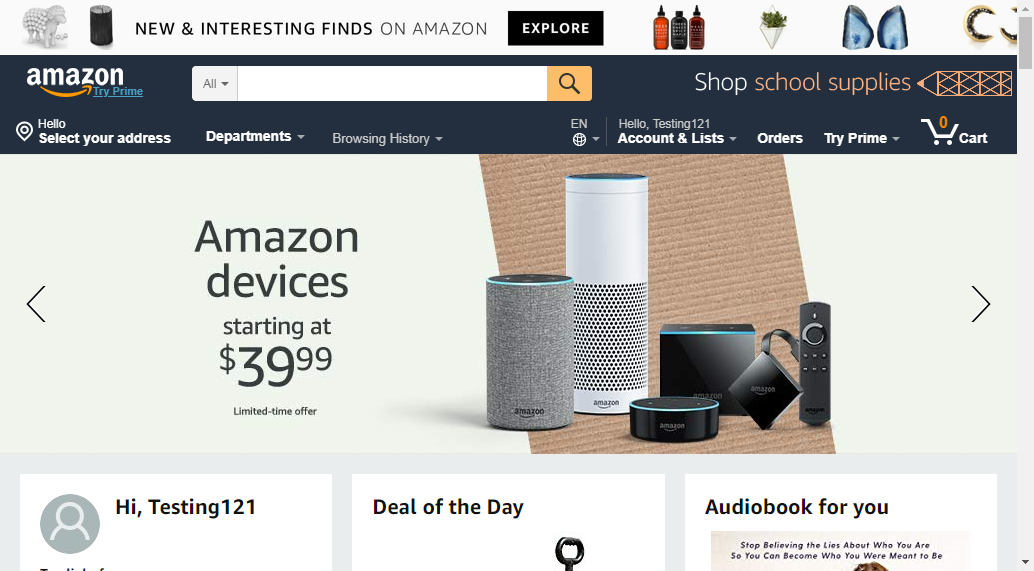 NEW & INTERESTING FINDS ON AMAZON EXPLORE
amazon
Try Prime
All
Shop school supplies
Hello
Select your address
Departments
Browsing History
EN
Hello, Testing121
Account & Lists
Orders
Try Prime
0
Cart
Amazon
devices
starting at
$39 99
Limited-time offer
amazon
amazon
amazon
amazon
amazon
amazon
Hi, Testing121
Deal of the Day
Audiobook for you
Stop Believing the Lies About Who You Are
So You Can Become Who You Were Meant to Be